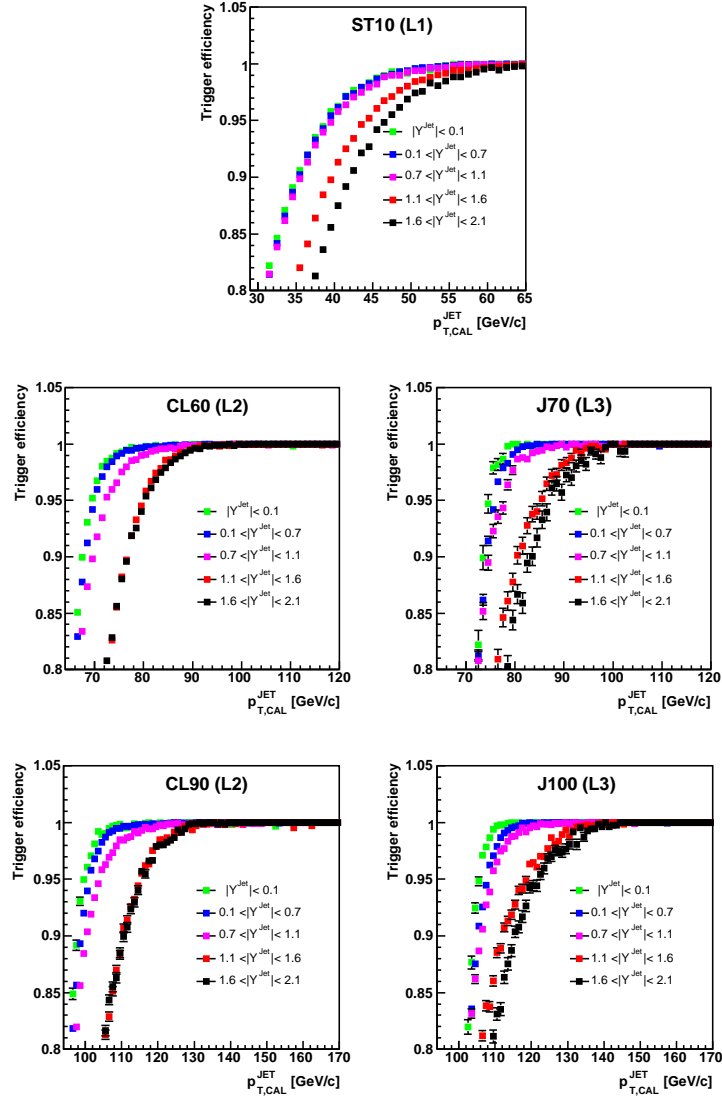 ST10 (L1)
Trigger efficiency
1.05
1
0.95
0.9
0.85
0.8
|Y^Jet|< 0.1
0.1 <|Y^Jet|< 0.7
0.7 <|Y^Jet|< 1.1
1.1 <|Y^Jet|< 1.6
1.6 <|Y^Jet|< 2.1
30 35 40 45 50 55 60 65
p_T,CAL^JET [GeV/c]
CL60 (L2)
Trigger efficiency
1.05
1
0.95
0.9
0.85
0.8
|Y^Jet|< 0.1
0.1 <|Y^Jet|< 0.7
0.7 <|Y^Jet|< 1.1
1.1 <|Y^Jet|< 1.6
1.6 <|Y^Jet|< 2.1
70 80 90 100 110 120
p_T,CAL^JET [GeV/c]
J70 (L3)
Trigger efficiency
1.05
1
0.95
0.9
0.85
0.8
|Y^Jet|< 0.1
0.1 <|Y^Jet|< 0.7
0.7 <|Y^Jet|< 1.1
1.1 <|Y^Jet|< 1.6
1.6 <|Y^Jet|< 2.1
70 80 90 100 110 120
p_T,CAL^JET [GeV/c]
CL90 (L2)
Trigger efficiency
1.05
1
0.95
0.9
0.85
0.8
|Y^Jet|< 0.1
0.1 <|Y^Jet|< 0.7
0.7 <|Y^Jet|< 1.1
1.1 <|Y^Jet|< 1.6
1.6 <|Y^Jet|< 2.1
100 110 120 130 140 150 160 170
p_T,CAL^JET [GeV/c]
J100 (L3)
Trigger efficiency
1.05
1
0.95
0.9
0.85
0.8
|Y^Jet|< 0.1
0.1 <|Y^Jet|< 0.7
0.7 <|Y^Jet|< 1.1
1.1 <|Y^Jet|< 1.6
1.6 <|Y^Jet|< 2.1
100 110 120 130 140 150 160 170
p_T,CAL^JET [GeV/c]